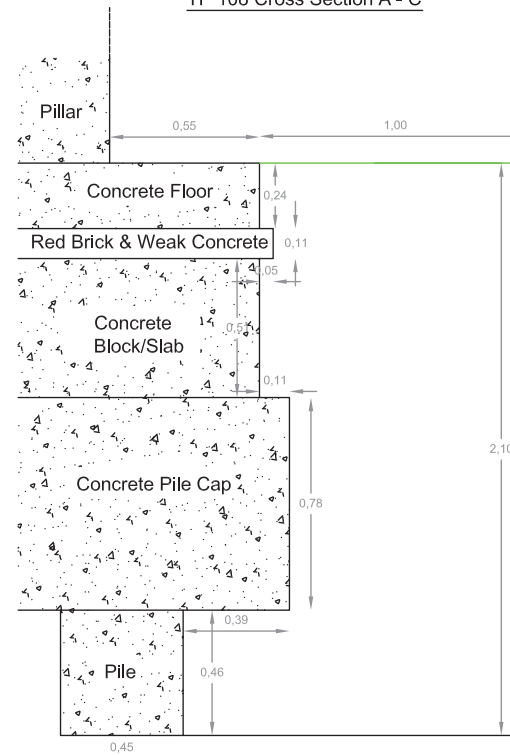 TP 108 Cross Section A - C
Pillar
0,55
1,00
Concrete Floor
0,24
Red Brick & Weak Concrete
0,11
0,05
Concrete
Block/Slab
0,51
0,11
2,10
Concrete Pile Cap
0,78
0,39
Pile
0,46
0,45